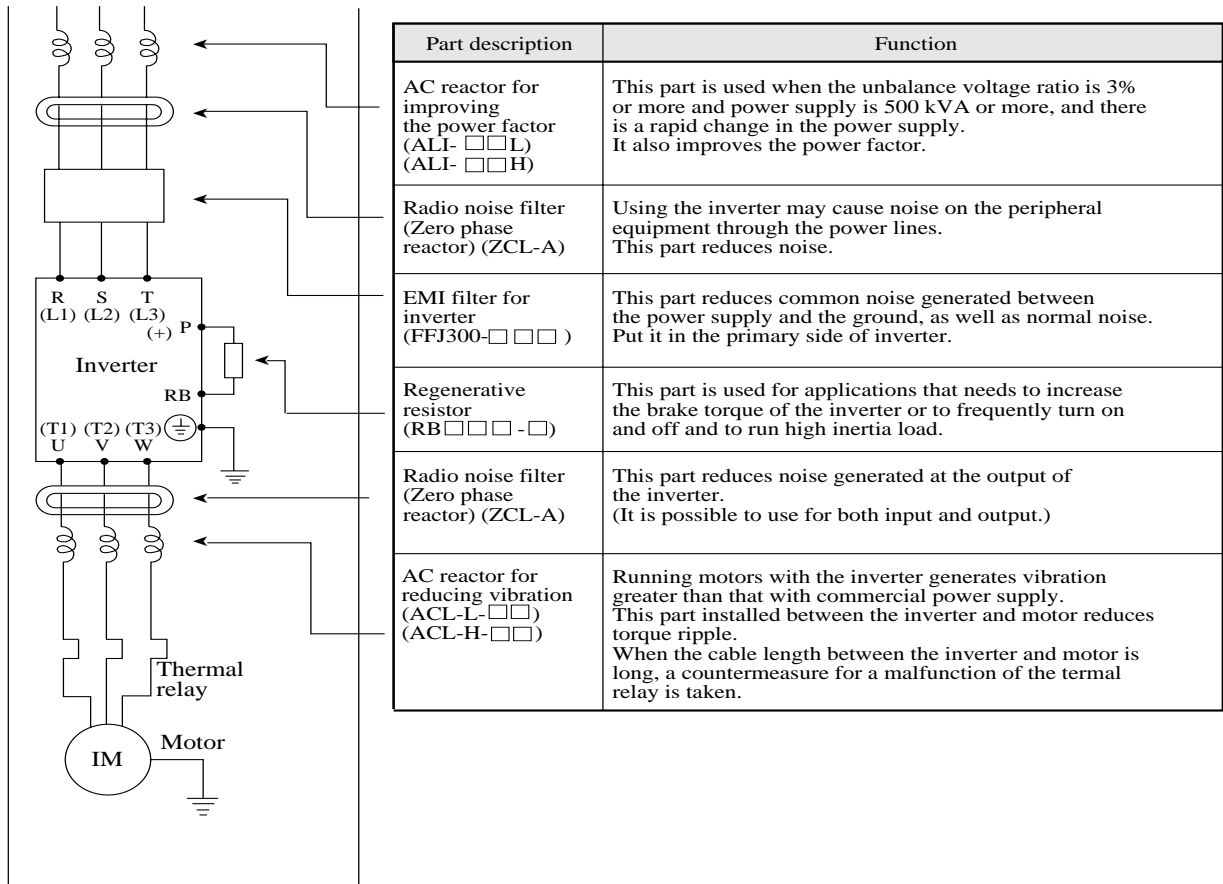 Part description
Function
AC reactor for
improving
the power factor
(ALI- □□L)
(ALI- □□H)
This part is used when the unbalance voltage ratio is 3%
or more and power supply is 500 kVA or more, and there
is a rapid change in the power supply.
It also improves the power factor.
Radio noise filter
(Zero phase
reactor) (ZCL-A)
Using the inverter may cause noise on the peripheral
equipment through the power lines.
This part reduces noise.
EMI filter for
inverter
(FFJ300-□ □ □ )
This part reduces common noise generated between
the power supply and the ground, as well as normal noise.
Put it in the primary side of inverter.
Regenerative
resistor
(RB□ □ □ -□)
This part is used for applications that needs to increase
the brake torque of the inverter or to frequently turn on
and off and to run high inertia load.
Radio noise filter
(Zero phase
reactor) (ZCL-A)
This part reduces noise generated at the output of
the inverter.
(It is possible to use for both input and output.)
AC reactor for
reducing vibration
(ACL-L-□□)
(ACL-H-□□)
Running motors with the inverter generates vibration
greater than that with commercial power supply.
This part installed between the inverter and motor reduces
torque ripple.
When the cable length between the inverter and motor is
long, a countermeasure for a malfunction of the termal
relay is taken.
R S T
(L1) (L2) (L3)
(+) P
Inverter
RB
(T1) (T2) (T3)
U V W
Thermal
relay
Motor
IM